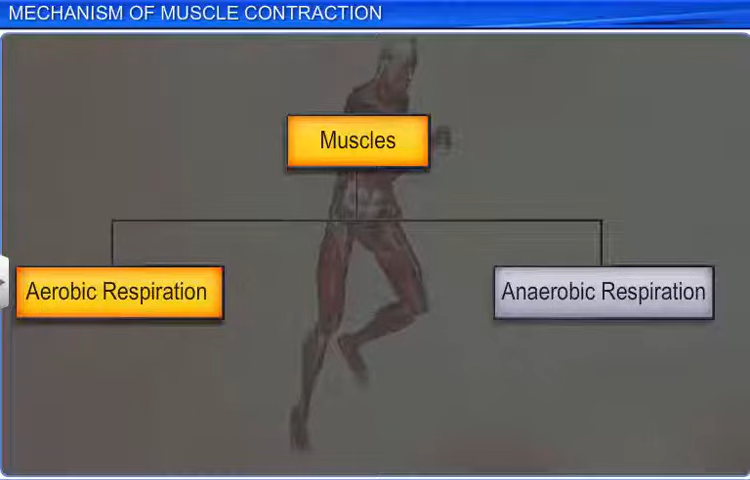 MECHANISM OF MUSCLE CONTRACTION
Muscles
Aerobic Respiration
Anaerobic Respiration